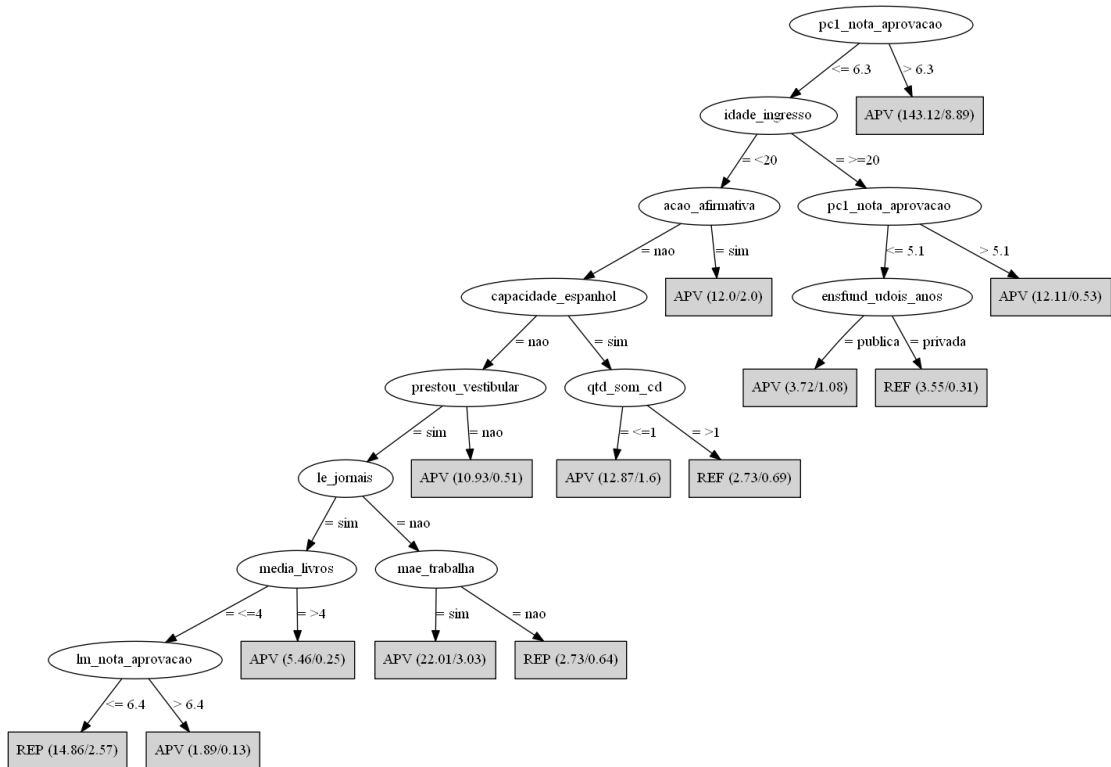 pc1_nota_aprovacao
<= 6.3
> 6.3
idade_ingresso
APV (143.12/8.89)
= <20
= >=20
acao_afirmativa
pc1_nota_aprovacao
= nao
= sim
<= 5.1
> 5.1
capacidade_espanhol
APV (12.0/2.0)
ensfund_udois_anos
APV (12.11/0.53)
= nao
= sim
= publica
= privada
prestou_vestibular
qtd_som_cd
APV (3.72/1.08)
REF (3.55/0.31)
= sim
= nao
= <=1
= >1
le_jornais
APV (10.93/0.51)
APV (12.87/1.6)
REF (2.73/0.69)
= sim
= nao
media_livros
mae_trabalha
= <=4
= >4
= sim
= nao
lm_nota_aprovacao
APV (5.46/0.25)
APV (22.01/3.03)
REP (2.73/0.64)
<= 6.4
> 6.4
REP (14.86/2.57)
APV (1.89/0.13)